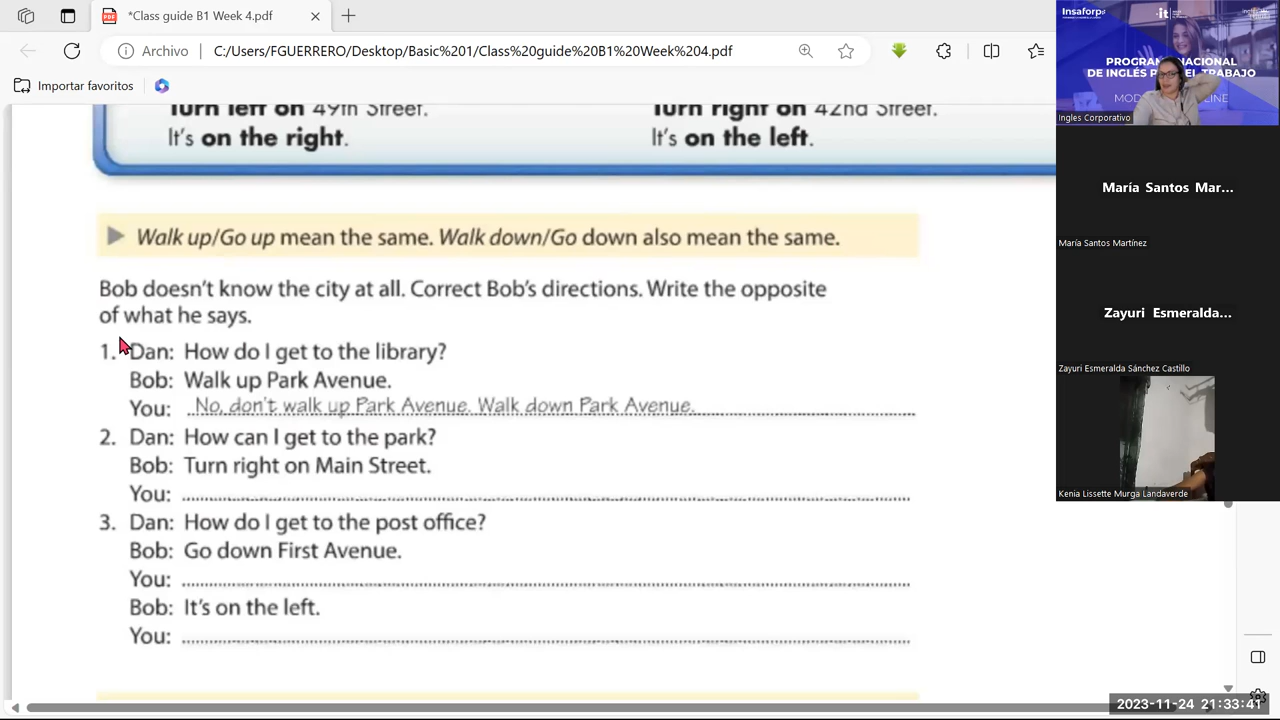 *Class guide B1 Week 4.pdf
Archivo
C:/Users/FGUERRERO/Desktop/Basic%201/Class%20guide%20B1%20Week%204.pdf
Importar favoritos
Turn left on 49th Street.
Turn right on 42nd Street.
It's on the right.
It's on the left.
Walk up/Go up mean the same. Walk down/Go down also mean the same.
Bob doesn't know the city at all. Correct Bob's directions. Write the opposite
of what he says.
1. Dan: How do I get to the library?
Bob: Walk up Park Avenue.
You: No, don't walk up Park Avenue. Walk down Park Avenue.
2. Dan: How can I get to the park?
Bob: Turn right on Main Street.
You:
3. Dan: How do I get to the post office?
Bob: Go down First Avenue.
You:
Bob: It's on the left.
You:
Insaforp
Ingles Corporativo
María Santos Mar...
María Santos Martínez
Zayuri Esmeralda...
Zayuri Esmeralda Sánchez Castillo
Kenia Lissette Murga Landaverde
2023-11-24 21:33:41